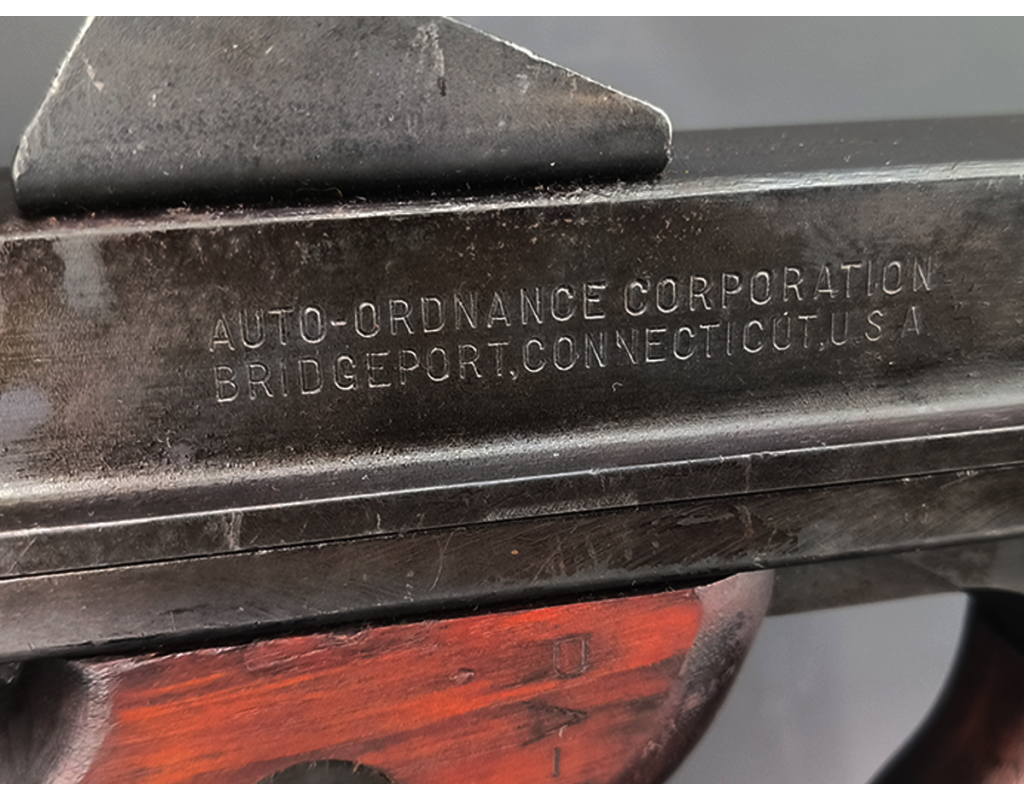 AUTO-ORDNANCE CORPORATION
BRIDGEPORT, CONNECTICUT, U.S.A.